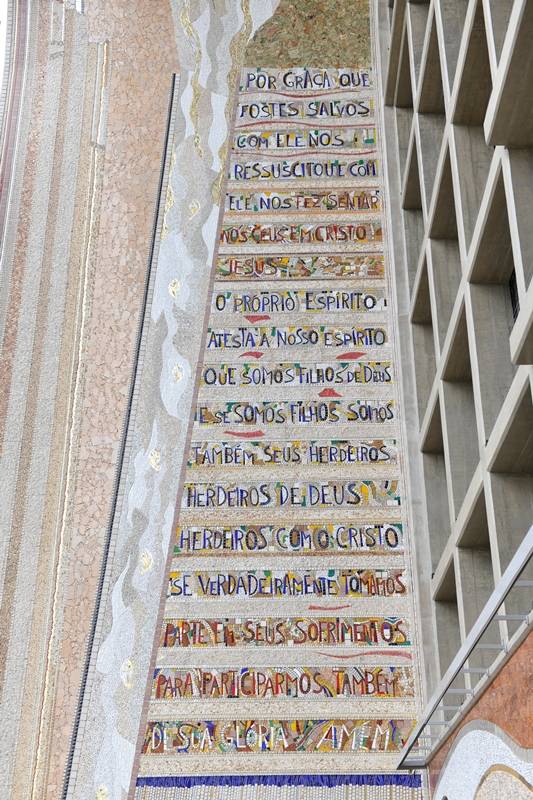 POR GRAÇA QUE
FOSTES SALVOS
COM ELE NOS
RESSUSCITOU E COM
ELE NOS FEZ SENTAR
NOS CÉUS EM CRISTO
JESUS
O PRÓPRIO ESPÍRITO
ATESTA A NOSSO ESPÍRITO
QUE SOMOS FILHOS DE DEUS
E SE SOMOS FILHOS SOMOS
TAMBÉM SEUS HERDEIROS
HERDEIROS DE DEUS
HERDEIROS COM O CRISTO
SE VERDADEIRAMENTE TOMAMOS
PARTE EM SEUS SOFRIMENTOS
PARA PARTICIPARMOS TAMBÉM
DE SUA GLÓRIA AMÉM